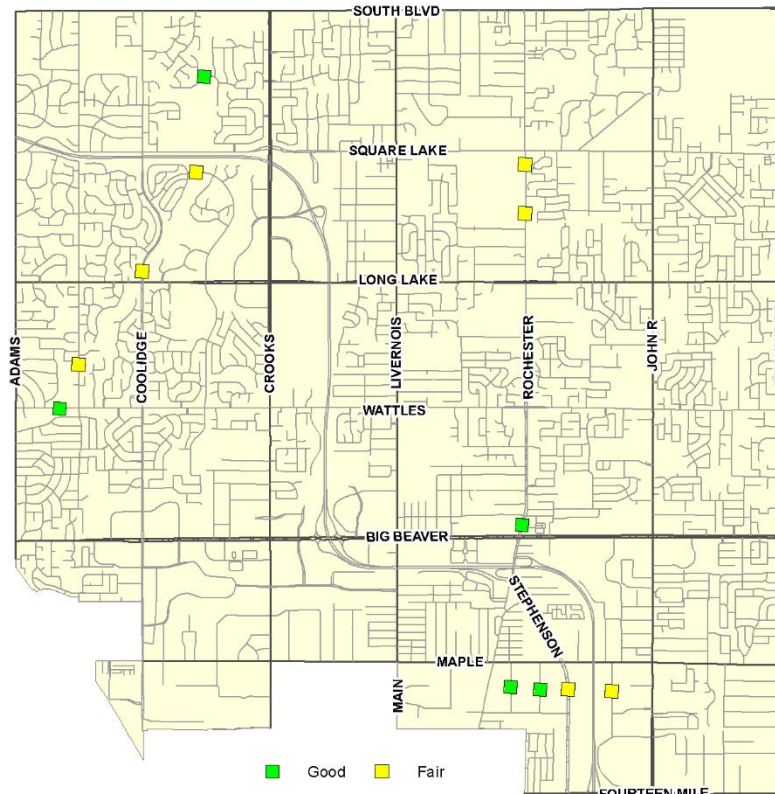 SOUTH BLVD
SQUARE LAKE
LONG LAKE
ADAMS
COOLIDGE
CROOKS
LIVERNOIS
ROCHESTER
JOHN R
WATTLES
BIG BEAVER
STEPHENSON
MAPLE
MAIN
Good
Fair
FOURTEEN MILE